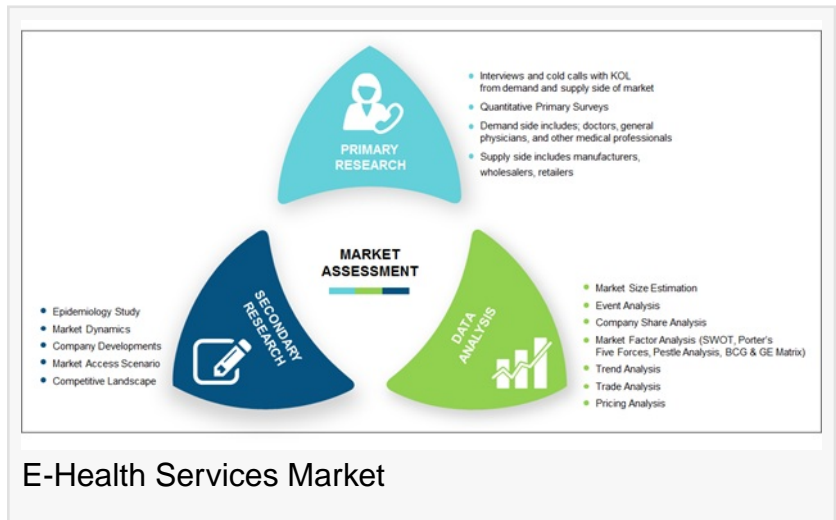 PRIMARY
RESEARCH
Interviews and cold calls with KOL
from demand and supply side of market
Quantitative Primary Surveys
Demand side includes; doctors, general
physicians, and other medical professionals
Supply side includes manufacturers,
wholesalers, retailers
MARKET
ASSESSMENT
SECONDARY
RESEARCH
Epidemiology Study
Market Dynamics
Company Developments
Market Access Scenario
Competitive Landscape
DATA
ANALYSIS
Market Size Estimation
Event Analysis
Company Share Analysis
Market Factor Analysis (SWOT, Porter's
Five Forces, Pestle Analysis, BCG & GE Matrix)
Trend Analysis
Trade Analysis
Pricing Analysis
E-Health Services Market